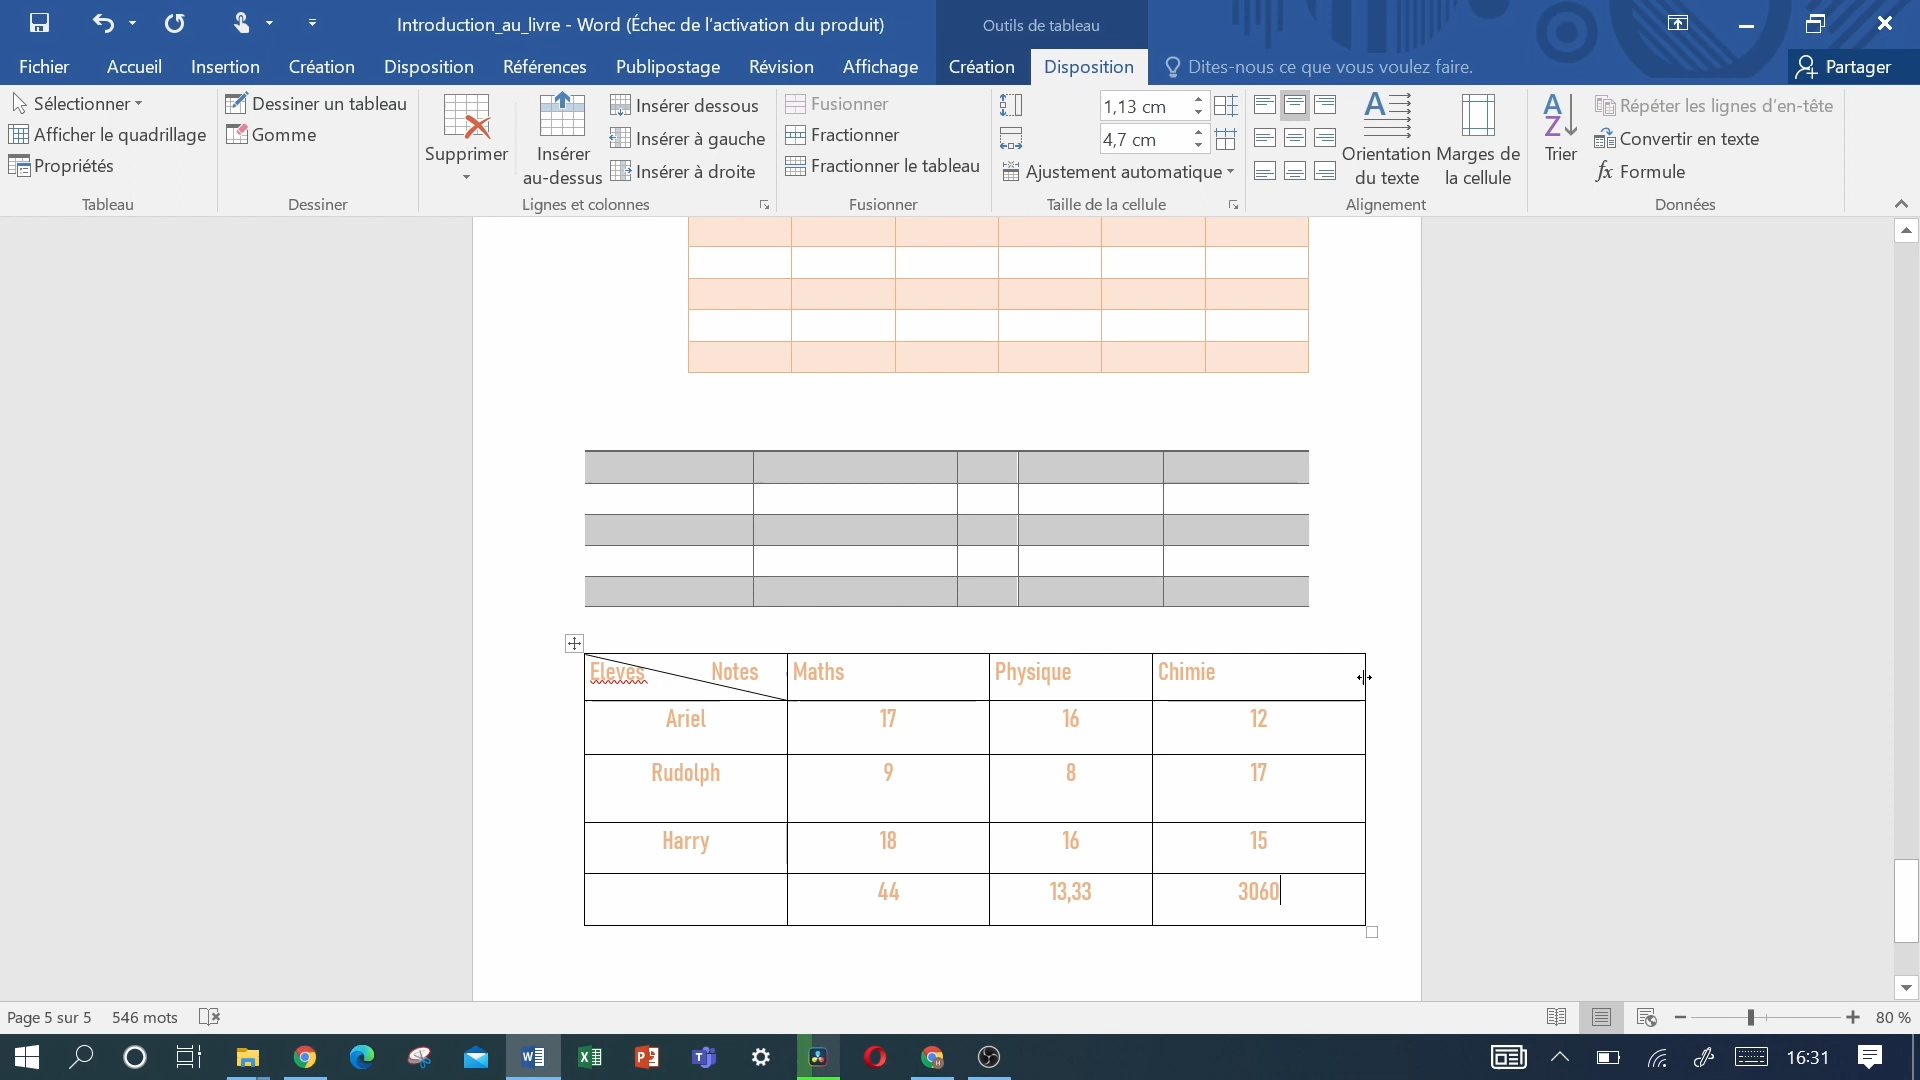 Introduction_au_livre - Word (Échec de l'activation du produit)
Outils de tableau
Fichier Accueil Insertion Création Disposition Références Publipostage Révision Affichage Création Disposition Dites-nous ce que vous voulez faire. Partager
Sélectionner
Afficher le quadrillage
Propriétés
Tableau
Dessiner un tableau
Gomme
Dessiner
Supprimer
Insérer
au-dessus
Insérer dessous
Insérer à gauche
Insérer à droite
Lignes et colonnes
Fusionner
Fractionner
Fractionner le tableau
Fusionner
1,13 cm
4,7 cm
Ajustement automatique
Taille de la cellule
Orientation
du texte
Marges de
la cellule
Alignement
A
Z
Trier
Répéter les lignes d'en-tête
Convertir en texte
fx Formule
Données
Eleves Notes Maths Physique Chimie
Ariel 17 16 12
Rudolph 9 8 17
Harry 18 16 15
44 13,33 3060
Page 5 sur 5 546 mots
80 %
16:31